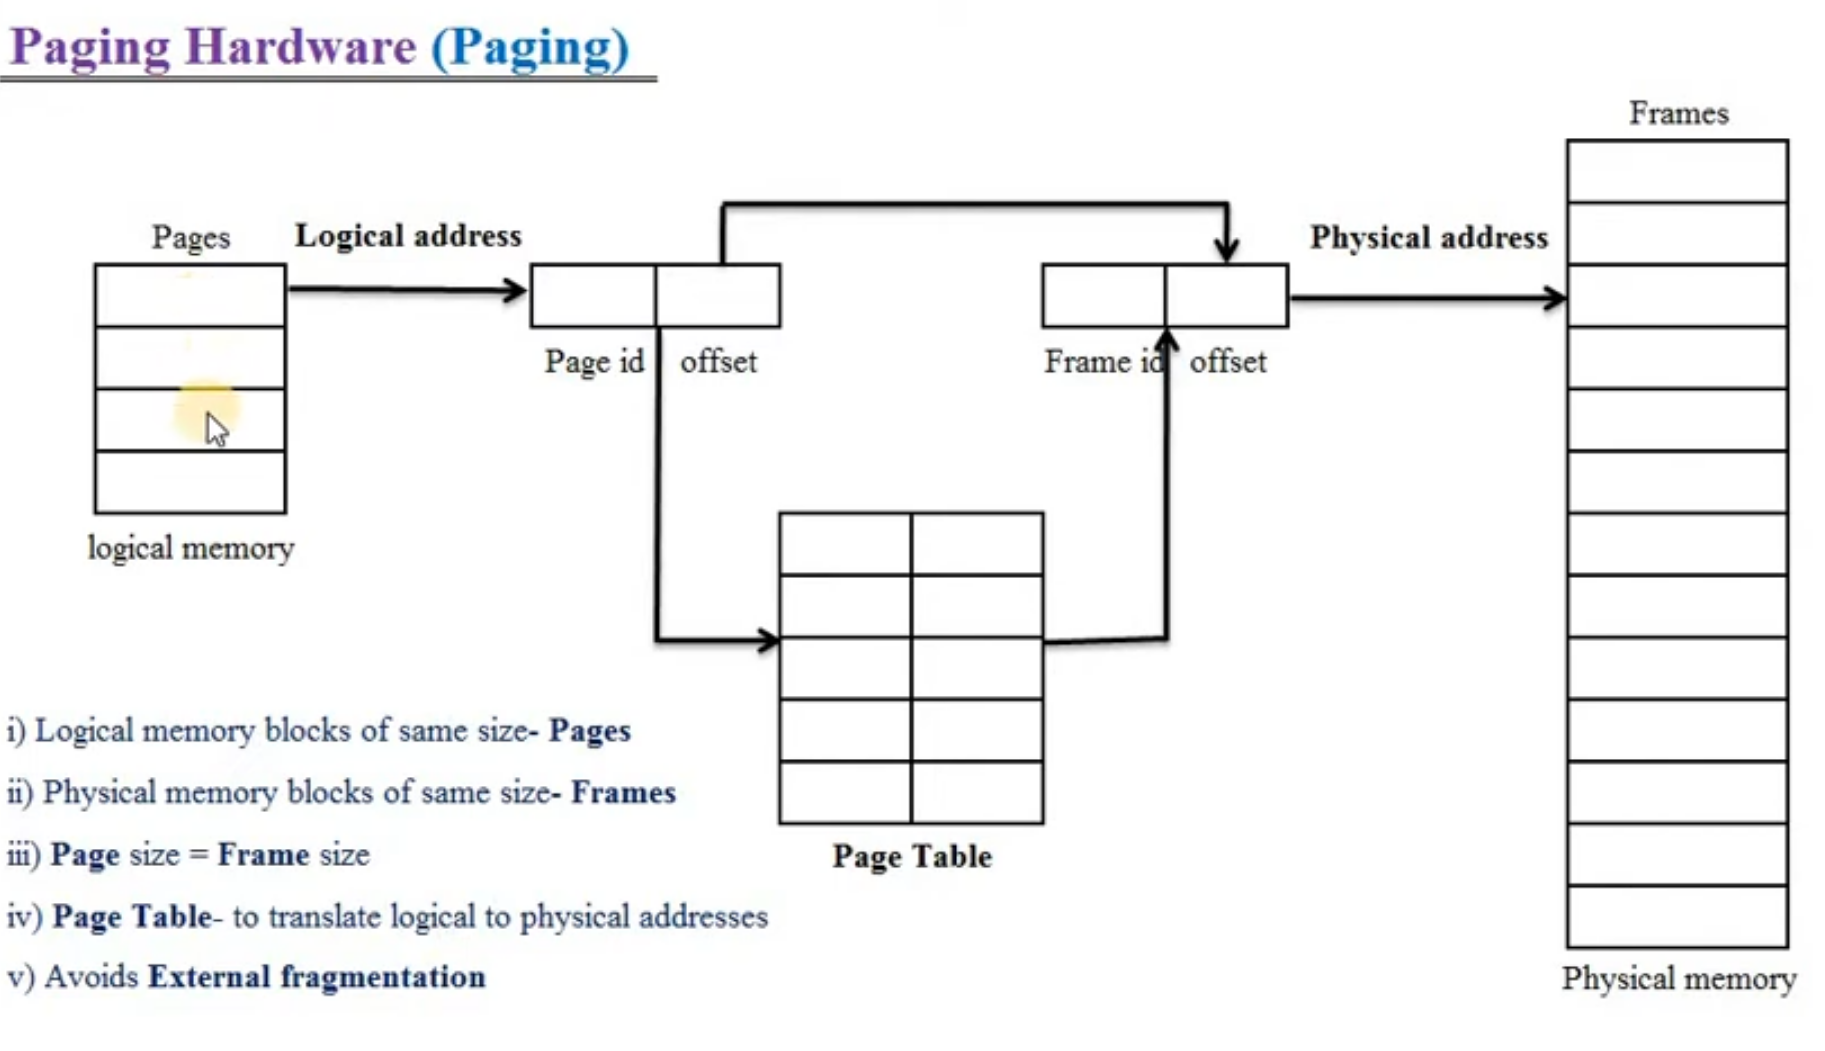 Paging Hardware (Paging)
Frames
Pages
Logical address
Physical address
Page id
offset
Frame id
offset
logical memory
i) Logical memory blocks of same size- Pages
ii) Physical memory blocks of same size- Frames
iii) Page size = Frame size
Page Table
iv) Page Table- to translate logical to physical addresses
v) Avoids External fragmentation
Physical memory